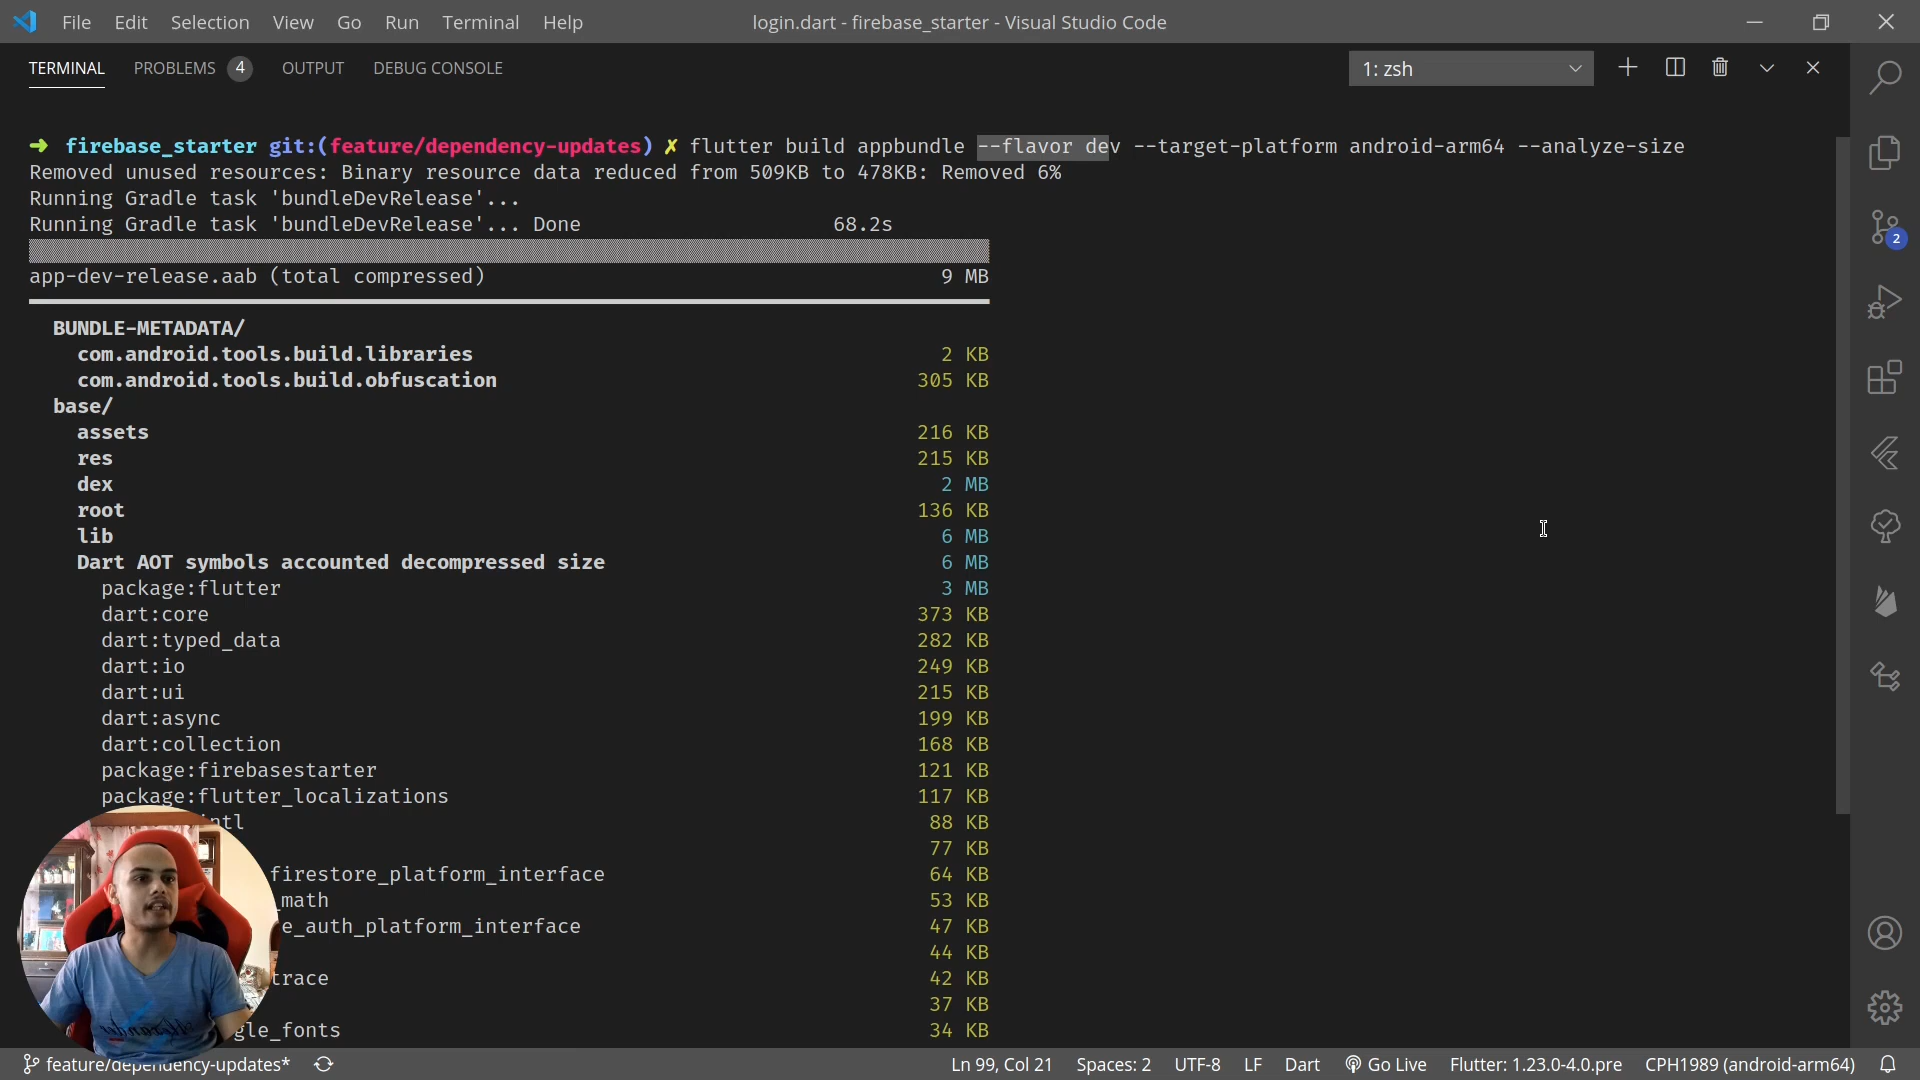 File Edit Selection View Go Run Terminal Help login.dart - firebase_starter - Visual Studio Code
TERMINAL PROBLEMS 4 OUTPUT DEBUG CONSOLE 1: zsh
➜ firebase_starter git:(feature/dependency-updates) ✗ flutter build appbundle --flavor dev --target-platform android-arm64 --analyze-size
Removed unused resources: Binary resource data reduced from 509KB to 478KB: Removed 6%
Running Gradle task 'bundleDevRelease'...
Running Gradle task 'bundleDevRelease'... Done 68.2s
app-dev-release.aab (total compressed) 9 MB
BUNDLE-METADATA/
com.android.tools.build.libraries 2 KB
com.android.tools.build.obfuscation 305 KB
base/
assets 216 KB
res 215 KB
dex 2 MB
root 136 KB
lib 6 MB
Dart AOT symbols accounted decompressed size 6 MB
package:flutter 3 MB
dart:core 373 KB
dart:typed_data 282 KB
dart:io 249 KB
dart:ui 215 KB
dart:async 199 KB
dart:collection 168 KB
package:firebasestarter 121 KB
package:flutter_localizations 117 KB
ntl 88 KB
77 KB
firestore_platform_interface 64 KB
_math 53 KB
e_auth_platform_interface 47 KB
44 KB
trace 42 KB
37 KB
gle_fonts 34 KB
2
feature/dependency-updates* Ln 99, Col 21 Spaces: 2 UTF-8 LF Dart Go Live Flutter: 1.23.0-4.0.pre CPH1989 (android-arm64)